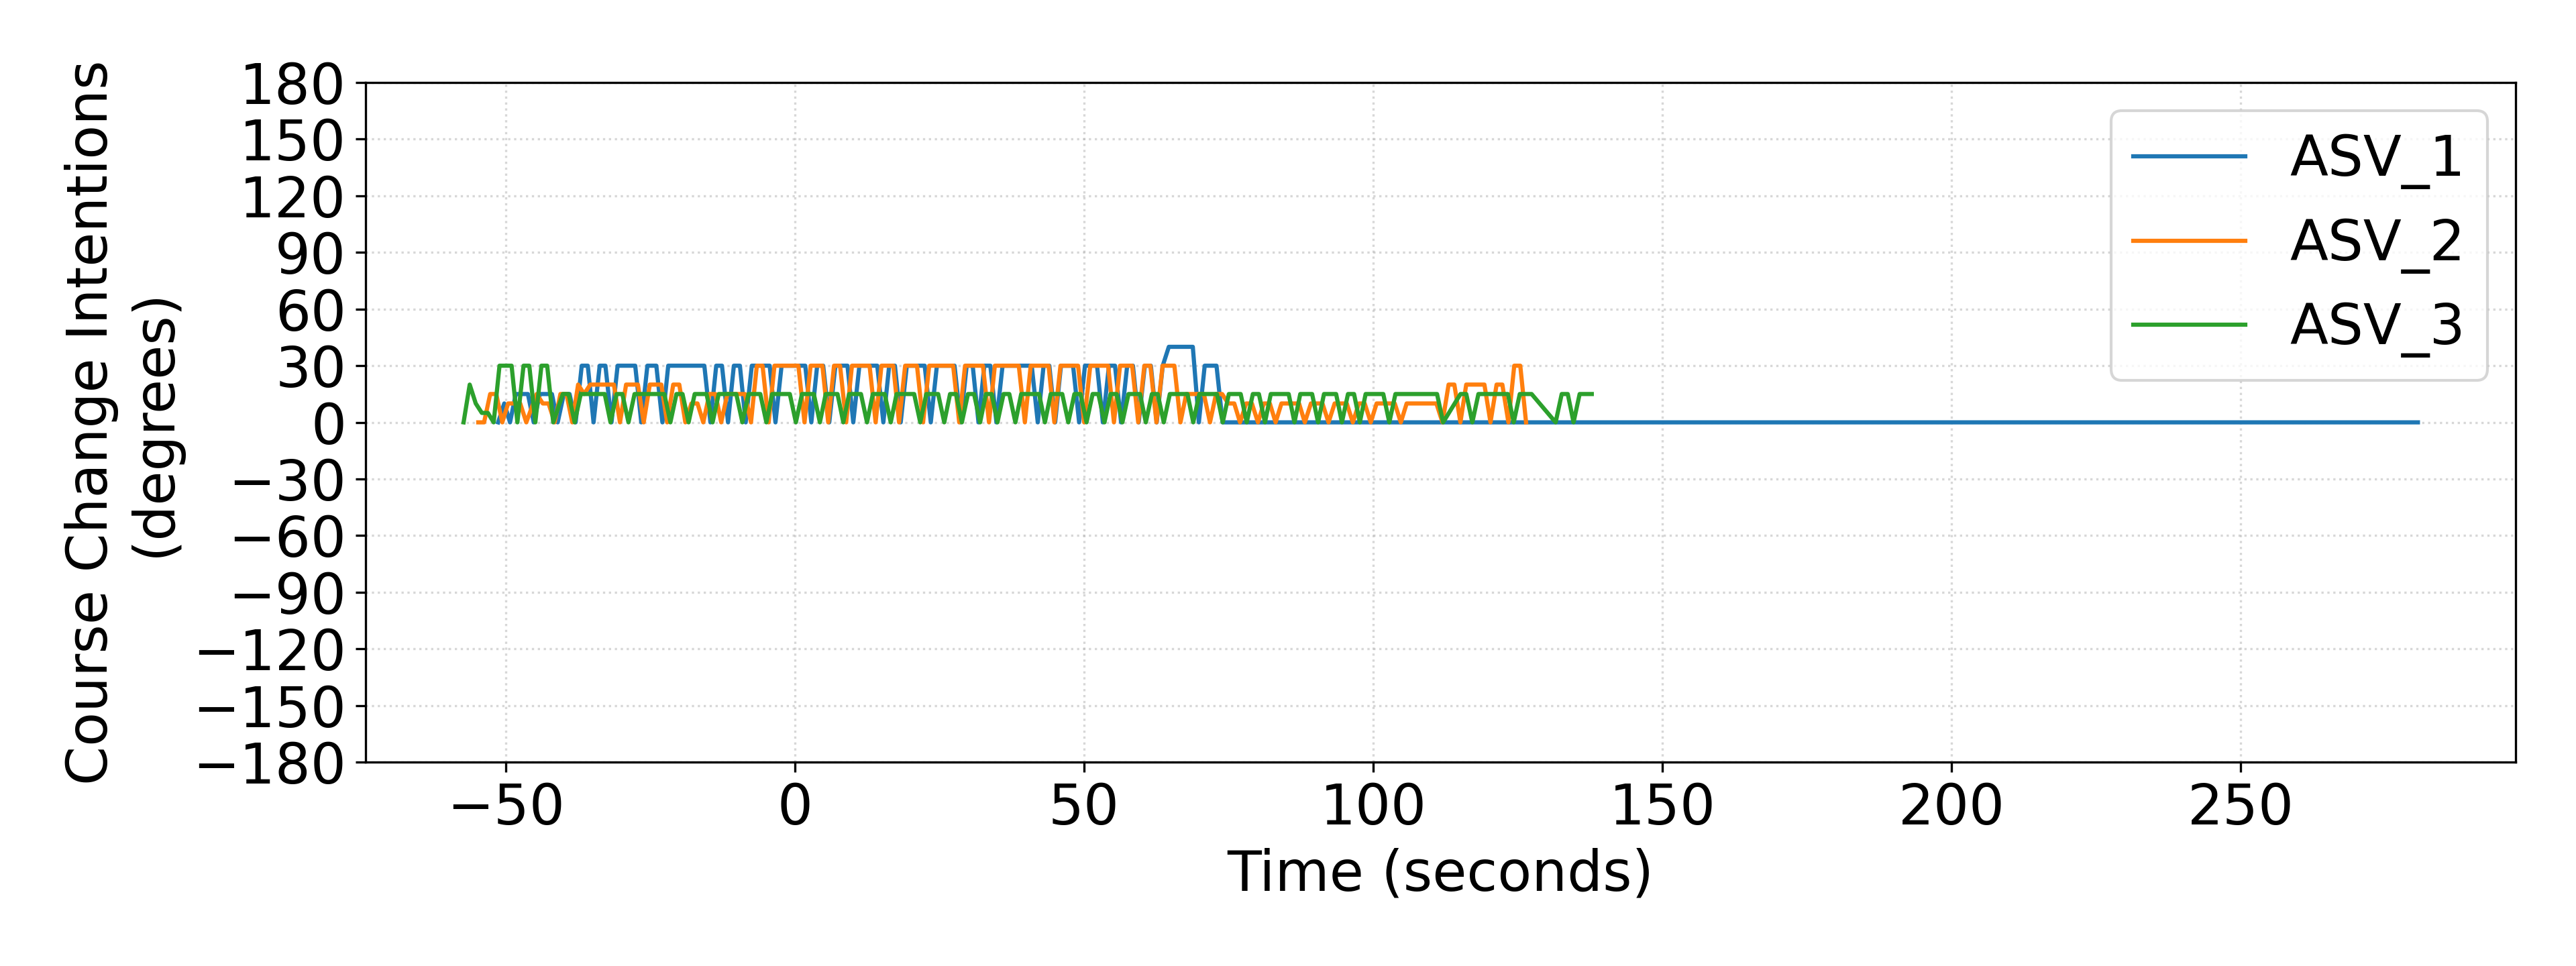 Course Change Intentions
(degrees)
180
150
120
90
60
30
0
−30
−60
−90
−120
−150
−180
−50 0 50 100 150 200 250
Time (seconds)
ASV_1
ASV_2
ASV_3